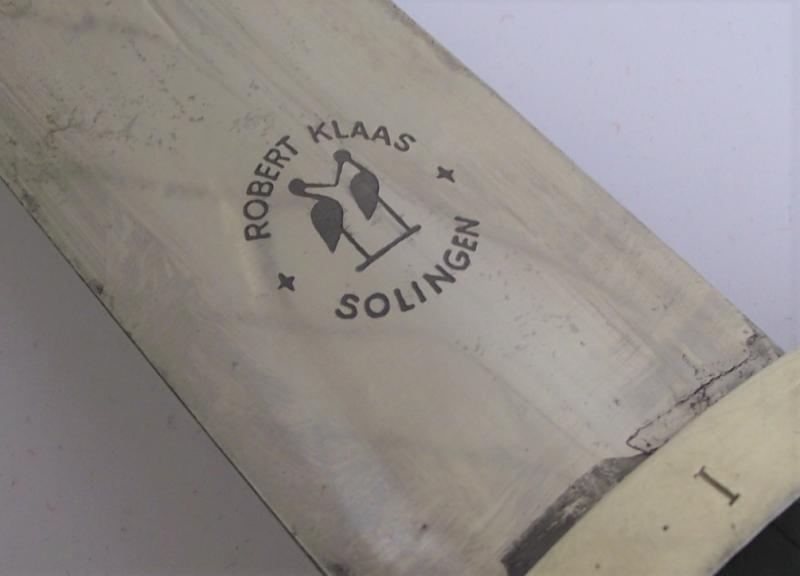 ROBERT KLAAS
SOLINGEN
I